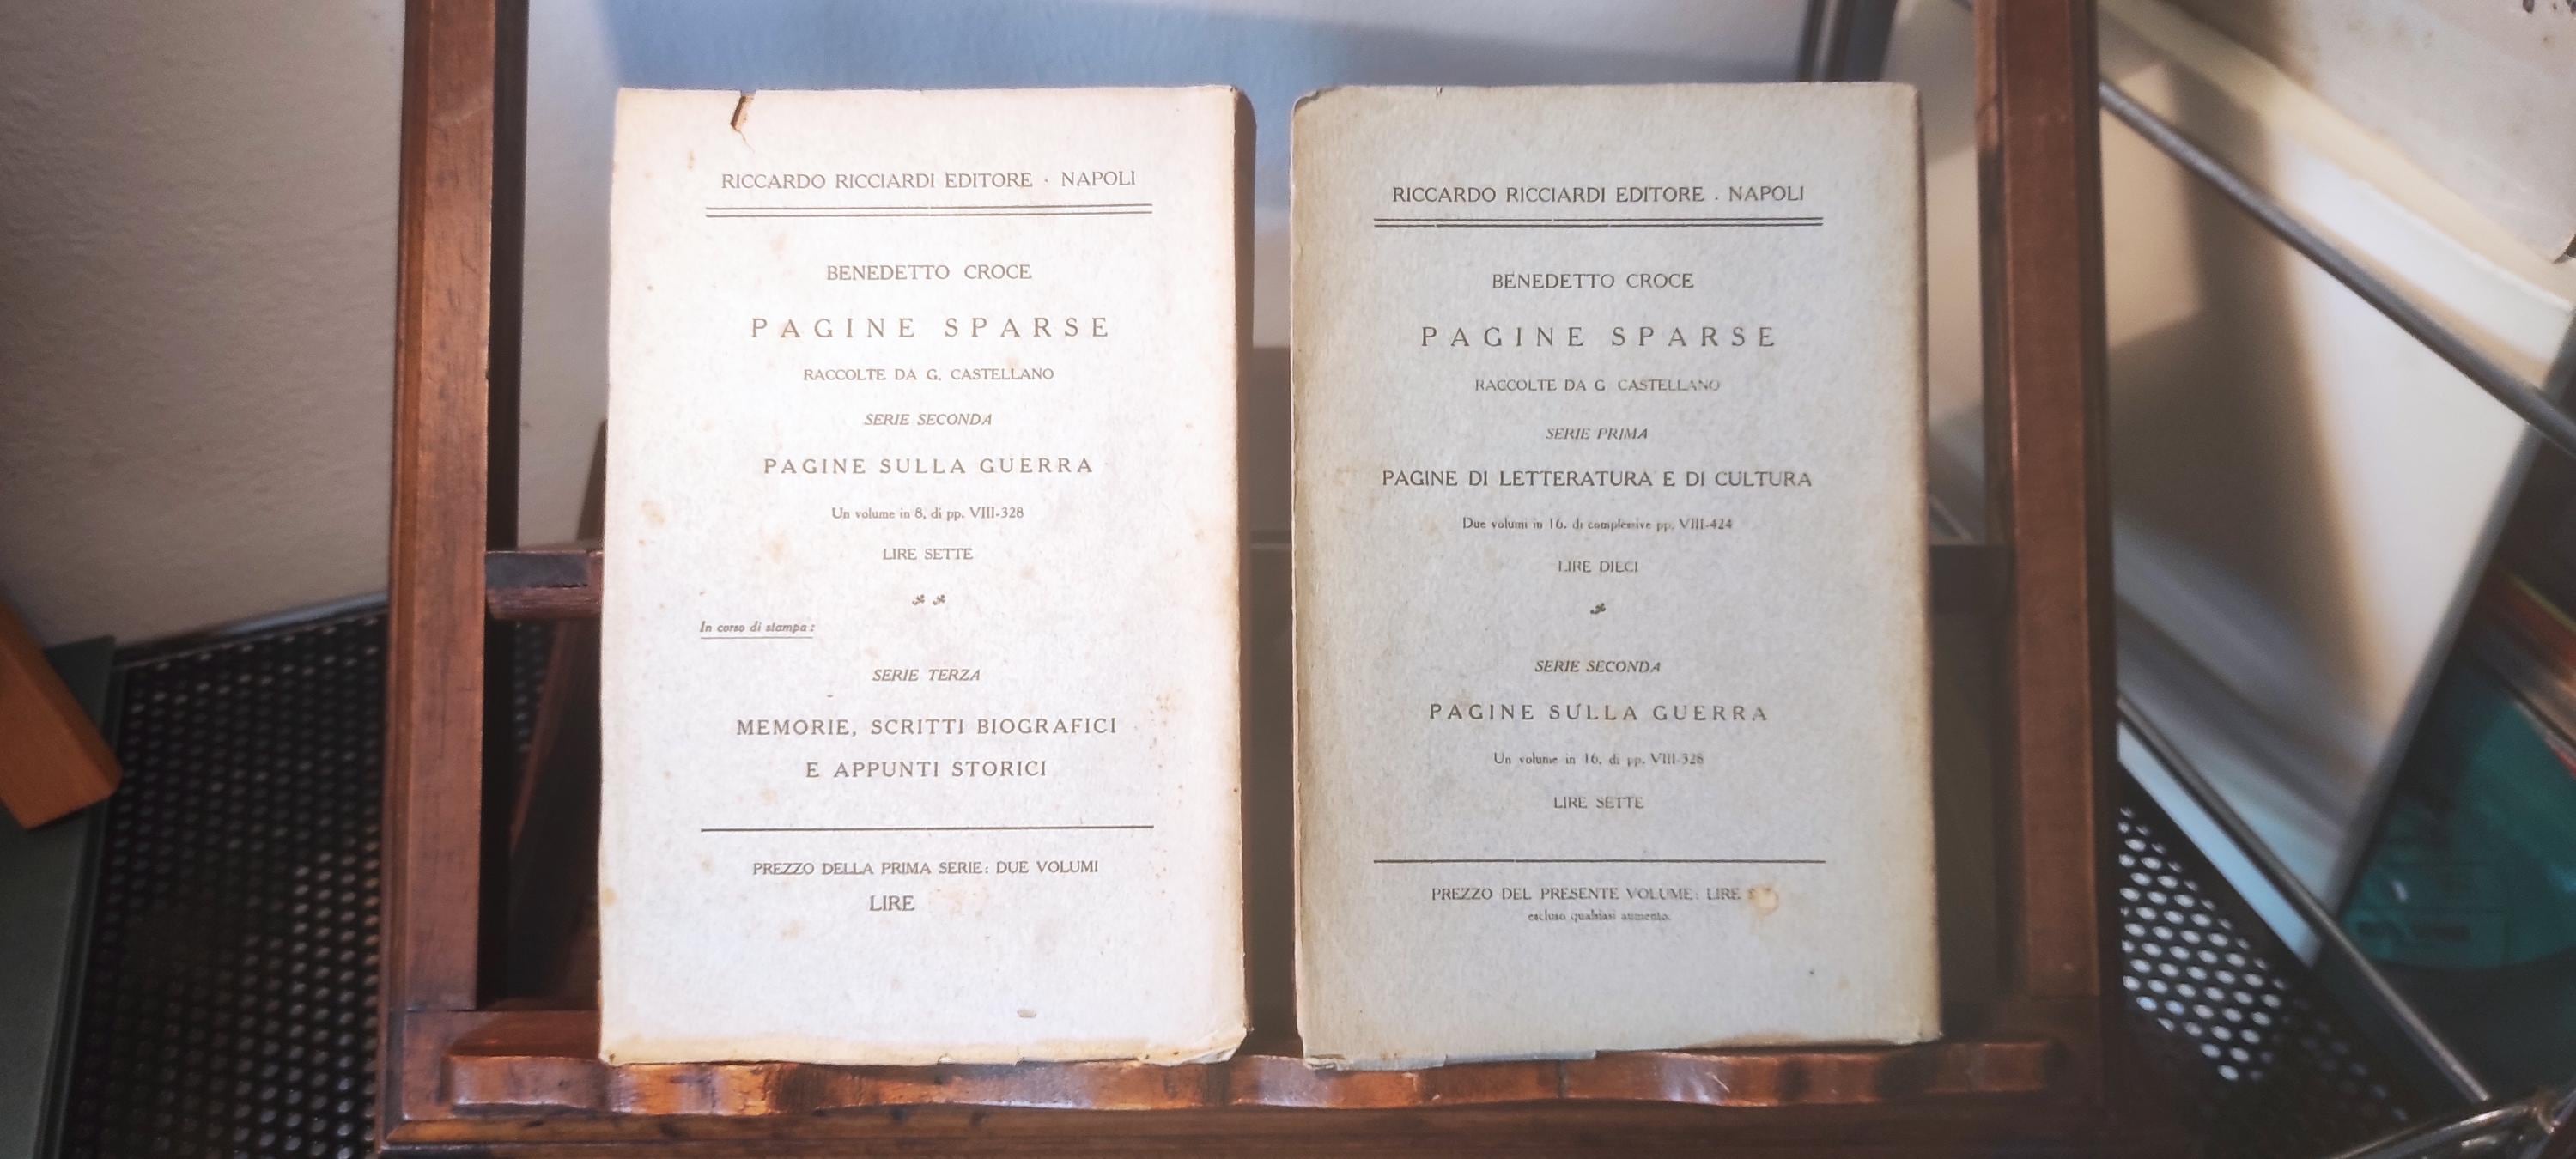 RICCARDO RICCIARDI EDITORE · NAPOLI
BENEDETTO CROCE
PAGINE SPARSE
RACCOLTE DA G. CASTELLANO
SERIE SECONDA
PAGINE SULLA GUERRA
Un volume in 8, di pp. VIII-328
LIRE SETTE
In corso di stampa:
SERIE TERZA
MEMORIE, SCRITTI BIOGRAFICI
E APPUNTI STORICI
PREZZO DELLA PRIMA SERIE: DUE VOLUMI
LIRE
RICCARDO RICCIARDI EDITORE . NAPOLI
BENEDETTO CROCE
PAGINE SPARSE
RACCOLTE DA G CASTELLANO
SERIE PRIMA
PAGINE DI LETTERATURA E DI CULTURA
Due volumi in 16. di complessive pp. VIII-424
LIRE DIECI
SERIE SECONDA
PAGINE SULLA GUERRA
Un volume in 16, di pp. VIII-328
LIRE SETTE
PREZZO DEL PRESENTE VOLUME: LIRE
escluso qualsiasi aumento.